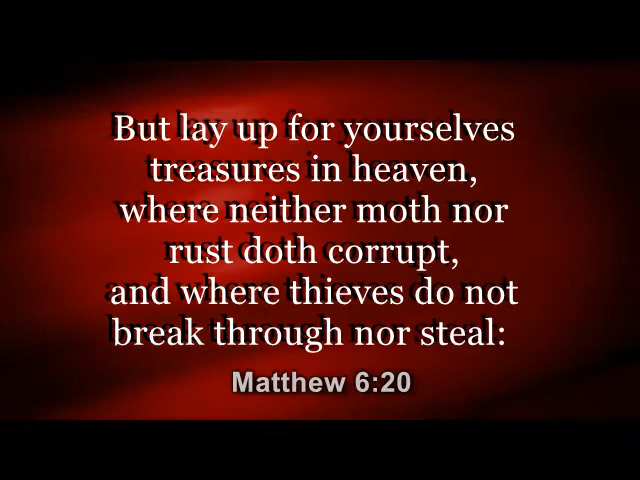 But lay up for yourselves
treasures in heaven,
where neither moth nor
rust doth corrupt,
and where thieves do not
break through nor steal:
Matthew 6:20